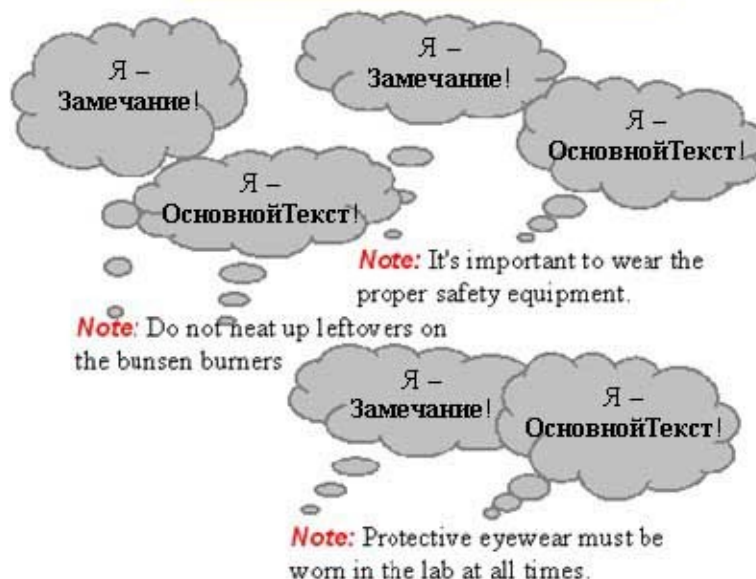 Я –
Замечание!
Я –
Замечание!
Я –
ОсновнойТекст!
Я –
ОсновнойТекст!
Note: It's important to wear the
proper safety equipment.
Note: Do not heat up leftovers on
the bunsen burners
Я –
Замечание!
Я –
ОсновнойТекст!
Note: Protective eyewear must be
worn in the lab at all times.